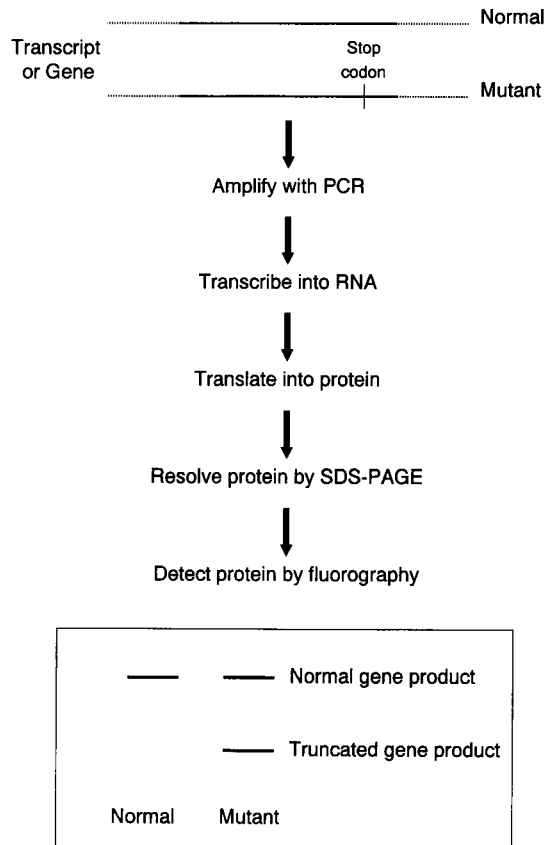 Normal
Transcript
or Gene
Stop
codon
Mutant
Amplify with PCR
Transcribe into RNA
Translate into protein
Resolve protein by SDS-PAGE
Detect protein by fluorography
Normal gene product
Truncated gene product
Normal Mutant